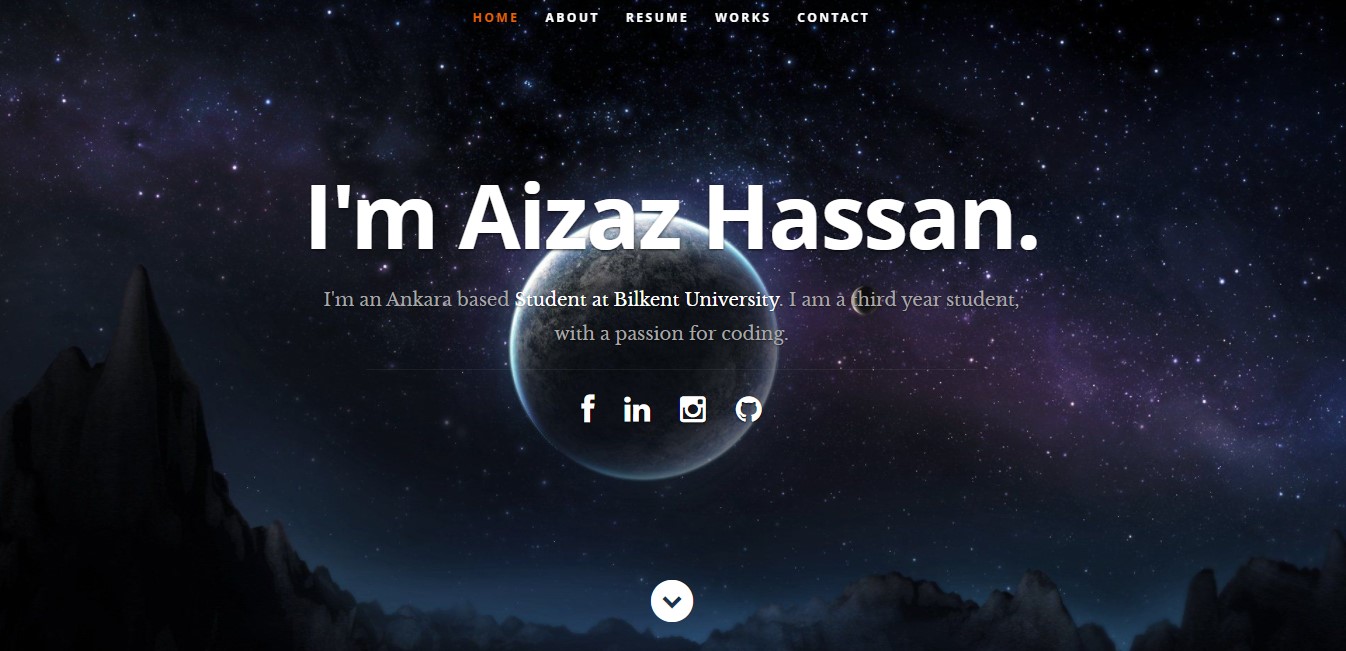 HOME ABOUT RESUME WORKS CONTACT
I'm Aizaz Hassan.
I'm an Ankara based Student at Bilkent University. I am a third year student,
with a passion for coding.